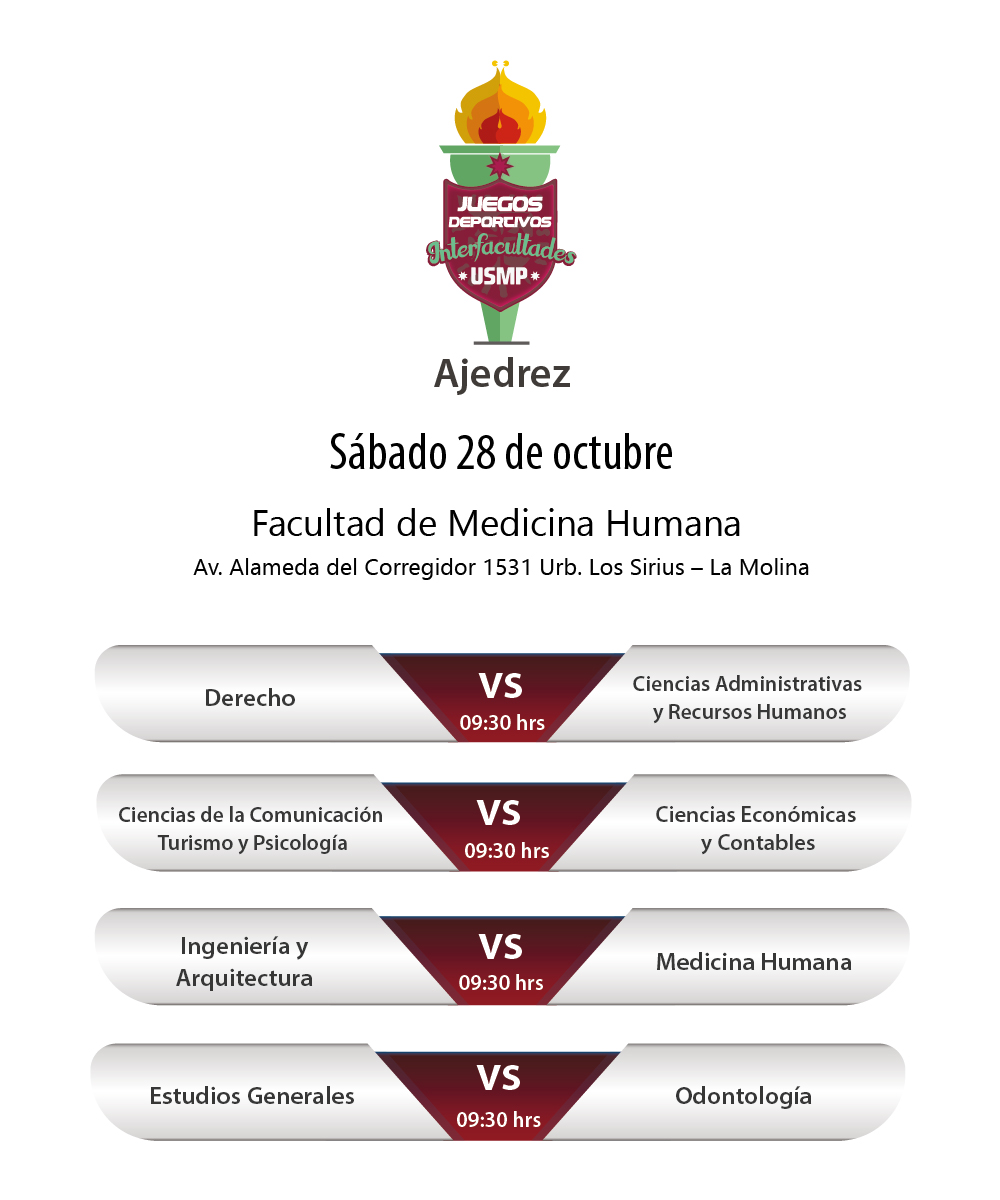 JUEGOS
DEPORTIVOS
Interfacultades
USMP
Ajedrez
Sábado 28 de octubre
Facultad de Medicina Humana
Av. Alameda del Corregidor 1531 Urb. Los Sirius – La Molina
Derecho
VS
09:30 hrs
Ciencias Administrativas
y Recursos Humanos
Ciencias de la Comunicación
Turismo y Psicología
VS
09:30 hrs
Ciencias Económicas
y Contables
Ingeniería y
Arquitectura
VS
09:30 hrs
Medicina Humana
Estudios Generales
VS
09:30 hrs
Odontología